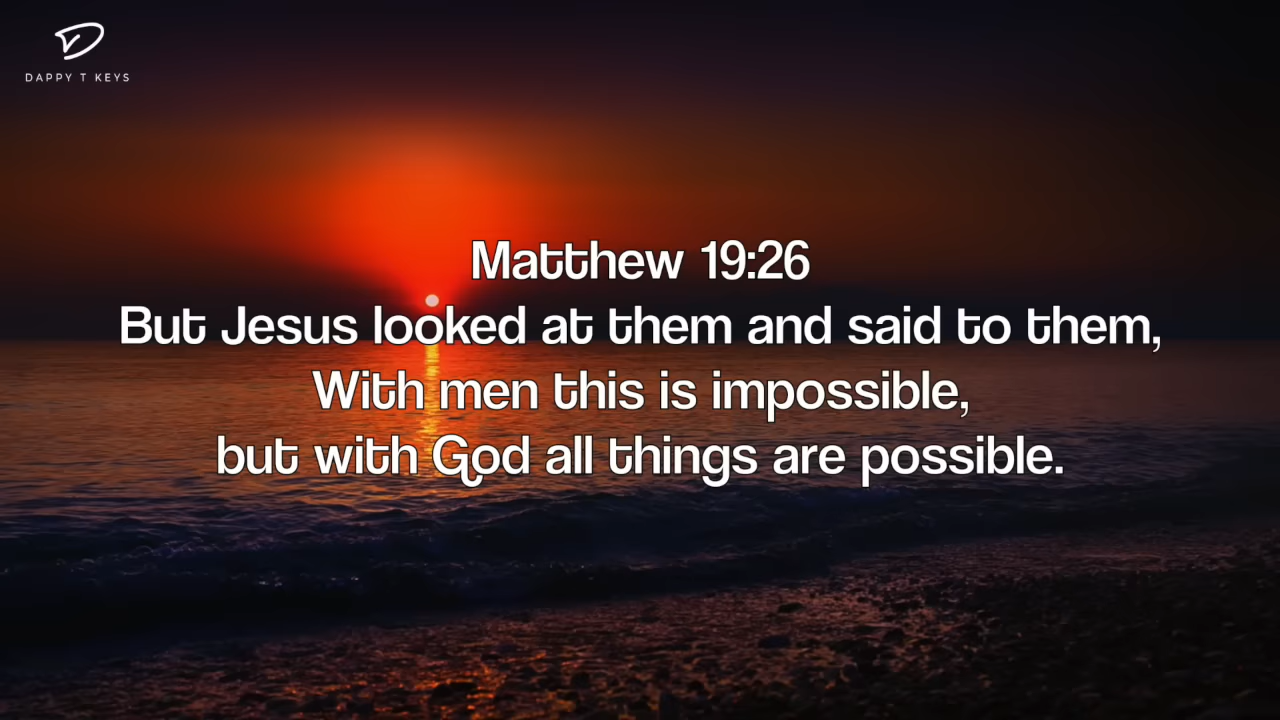 DAPPY T KEYS
Matthew 19:26
But Jesus looked at them and said to them,
With men this is impossible,
but with God all things are possible.